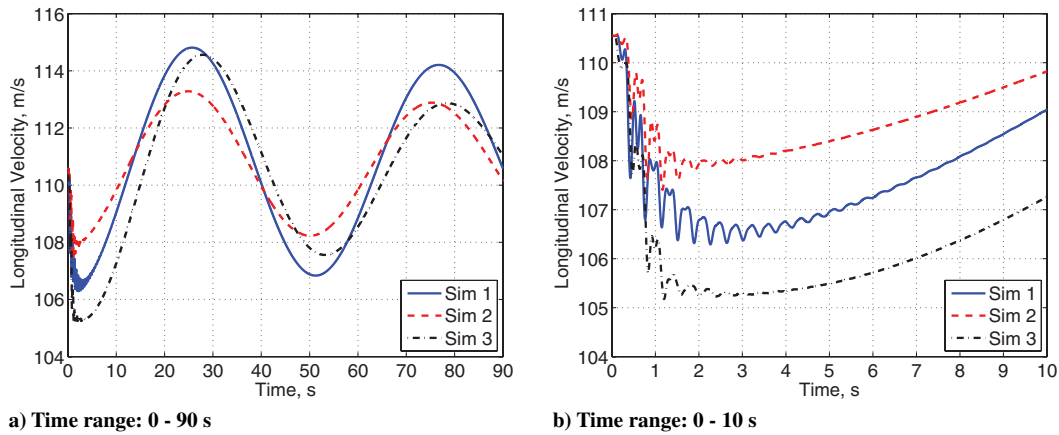 116
114
112
110
108
106
104
Longitudinal Velocity, m/s
0 10 20 30 40 50 60 70 80 90
Time, s
Sim 1
Sim 2
Sim 3
a) Time range: 0 - 90 s
111
110
109
108
107
106
105
104
Longitudinal Velocity, m/s
0 1 2 3 4 5 6 7 8 9 10
Time, s
Sim 1
Sim 2
Sim 3
b) Time range: 0 - 10 s